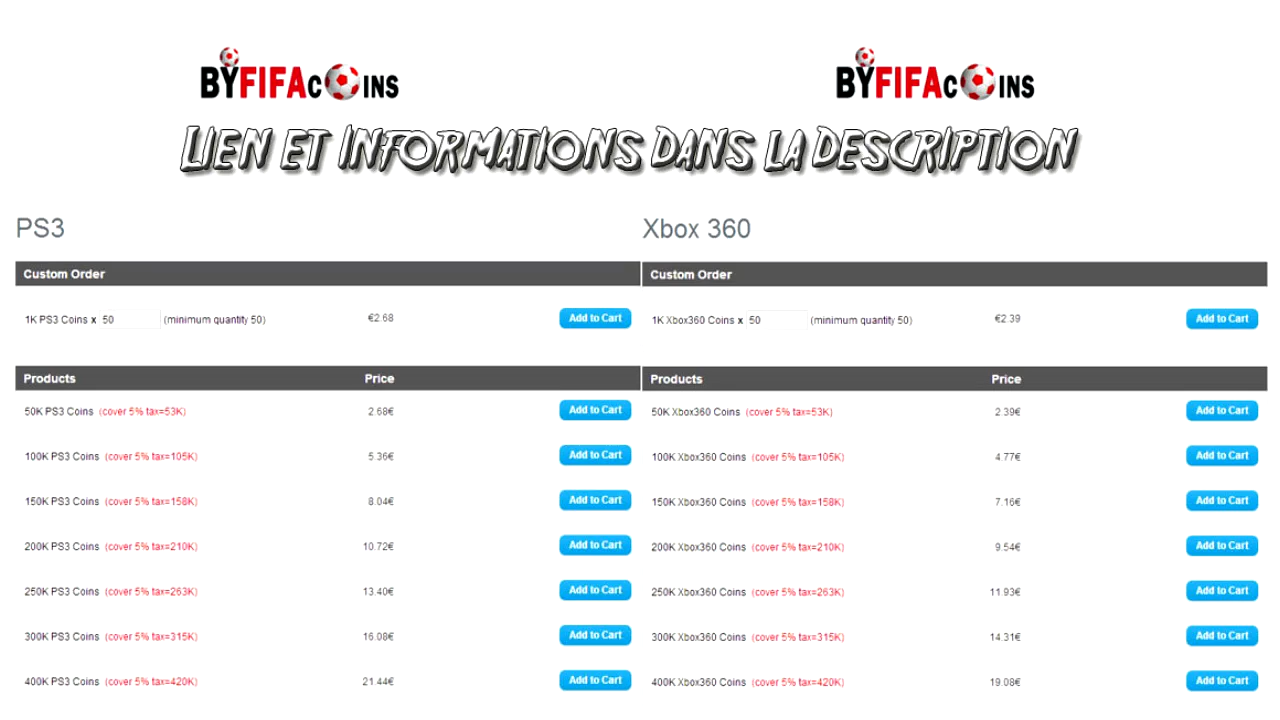 BYFIFACOINS
BYFIFACOINS
Lien et informations dans la description
PS3
Custom Order
1K PS3 Coins x 50 (minimum quantity 50) €2.68 Add to Cart
Products Price
50K PS3 Coins (cover 5% tax=53K) 2.68€ Add to Cart
100K PS3 Coins (cover 5% tax=105K) 5.36€ Add to Cart
150K PS3 Coins (cover 5% tax=158K) 8.04€ Add to Cart
200K PS3 Coins (cover 5% tax=210K) 10.72€ Add to Cart
250K PS3 Coins (cover 5% tax=263K) 13.40€ Add to Cart
300K PS3 Coins (cover 5% tax=315K) 16.08€ Add to Cart
400K PS3 Coins (cover 5% tax=420K) 21.44€ Add to Cart
Xbox 360
Custom Order
1K Xbox360 Coins x 50 (minimum quantity 50) €2.39 Add to Cart
Products Price
50K Xbox360 Coins (cover 5% tax=53K) 2.39€ Add to Cart
100K Xbox360 Coins (cover 5% tax=105K) 4.77€ Add to Cart
150K Xbox360 Coins (cover 5% tax=158K) 7.16€ Add to Cart
200K Xbox360 Coins (cover 5% tax=210K) 9.54€ Add to Cart
250K Xbox360 Coins (cover 5% tax=263K) 11.93€ Add to Cart
300K Xbox360 Coins (cover 5% tax=315K) 14.31€ Add to Cart
400K Xbox360 Coins (cover 5% tax=420K) 19.08€ Add to Cart